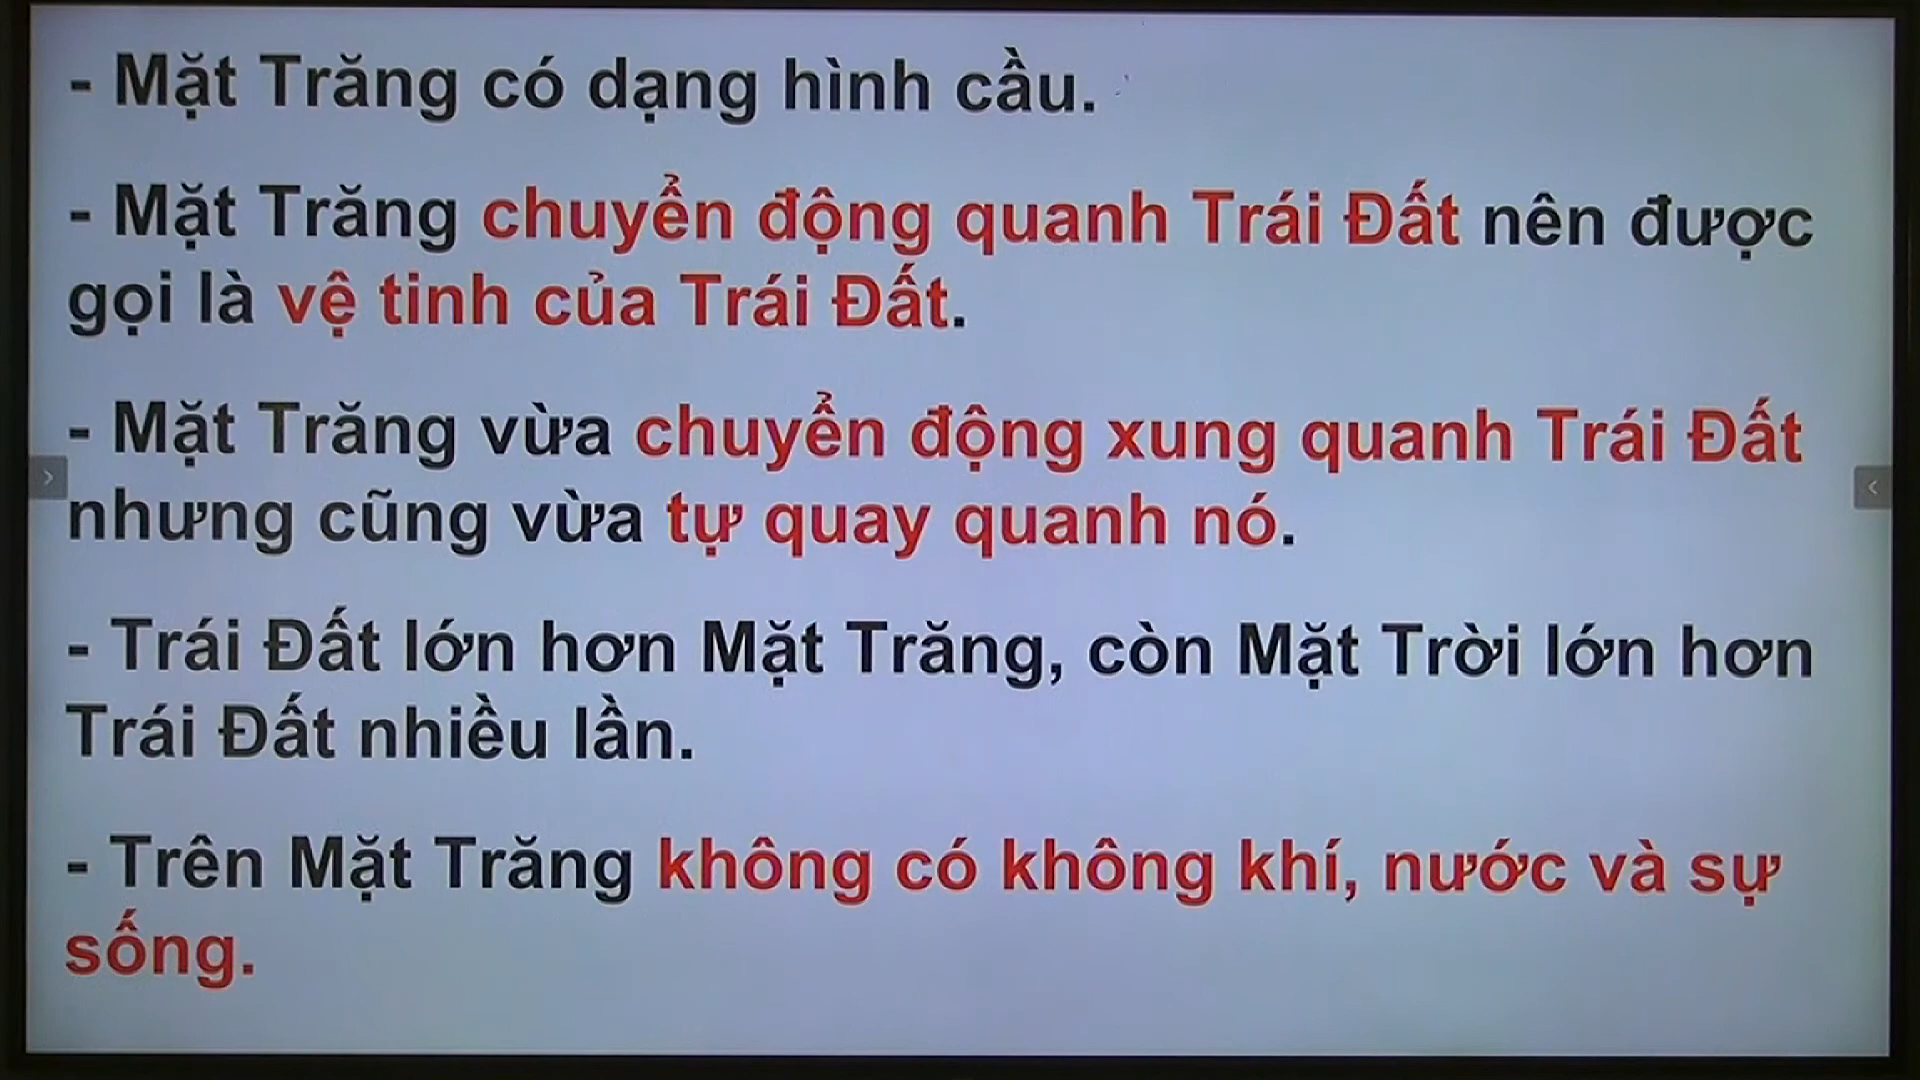 - Mặt Trăng có dạng hình cầu.
- Mặt Trăng chuyển động quanh Trái Đất nên được
gọi là vệ tinh của Trái Đất.
- Mặt Trăng vừa chuyển động xung quanh Trái Đất
nhưng cũng vừa tự quay quanh nó.
- Trái Đất lớn hơn Mặt Trăng, còn Mặt Trời lớn hơn
Trái Đất nhiều lần.
- Trên Mặt Trăng không có không khí, nước và sự
sống.